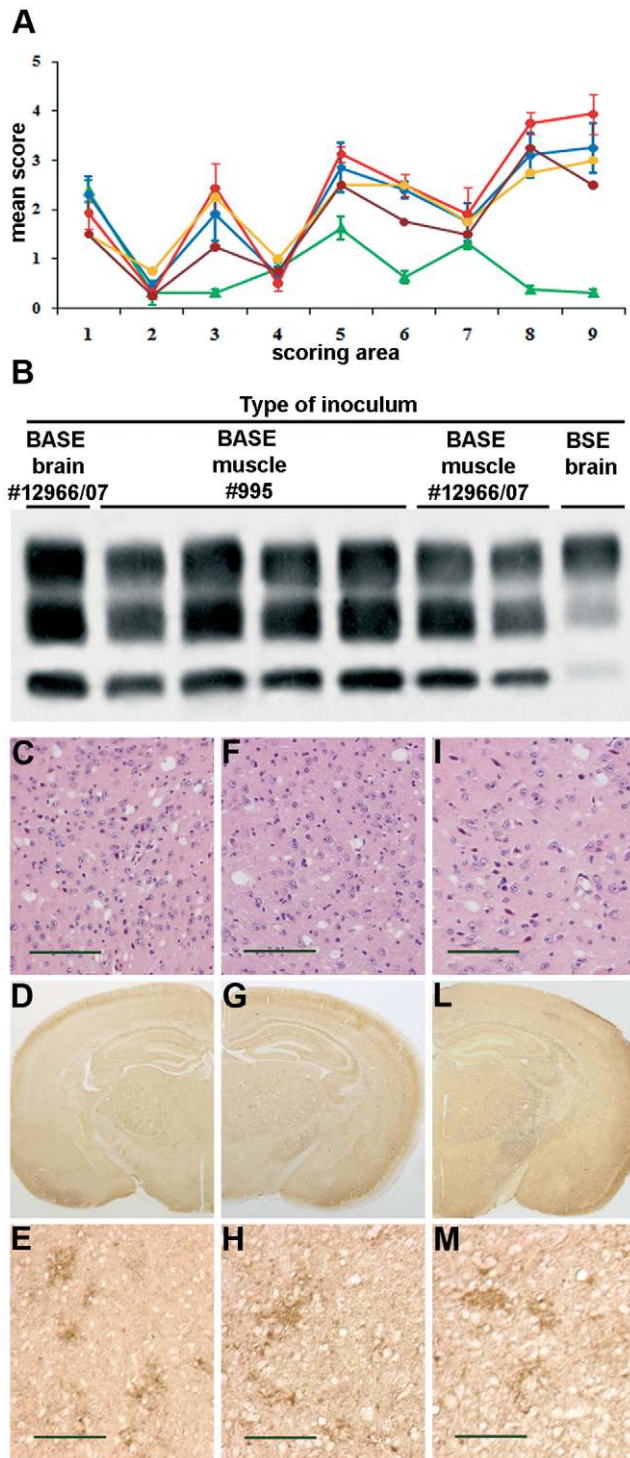 A
mean score
5
4
3
2
1
0
1 2 3 4 5 6 7 8 9
scoring area
B
Type of inoculum
BASE brain #12966/07
BASE muscle #995
BASE muscle #12966/07
BSE brain
C F I
D G L
E H M